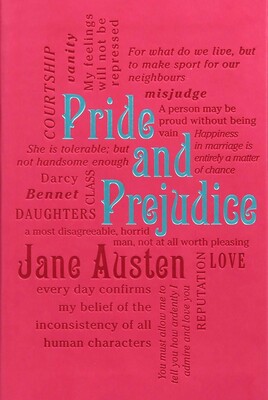 COURTSHIP
vanity
My feelings
will not be
repressed
For what do we live, but
to make sport for our
neighbours
misjudge
A person may be
proud without being
vain
Happiness
in marriage is
entirely a matter
of chance
Pride
and
Prejudice
She is tolerable; but
not handsome enough
Darcy
Bennet
DAUGHTERS
CLASS
a most disagreeable, horrid
man, not at all worth pleasing
Jane Austen
LOVE
REPUTATION
every day confirms
my belief of the
inconsistency of all
human characters
You must allow me to
tell you how ardently I
admire and love you